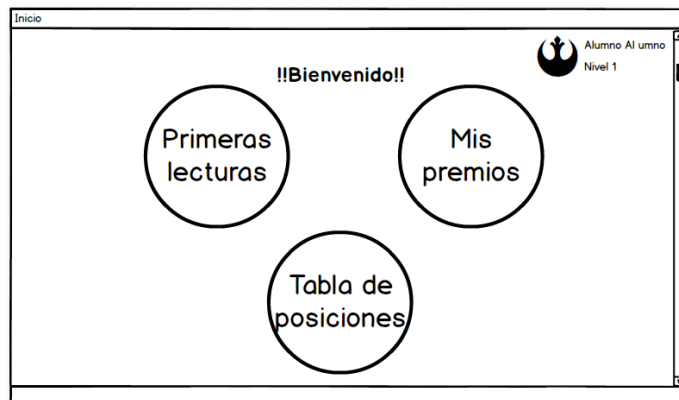 Inicio
Alumno Al umno
Nivel 1
!!Bienvenido!!
Primeras
lecturas
Mis
premios
Tabla de
posiciones